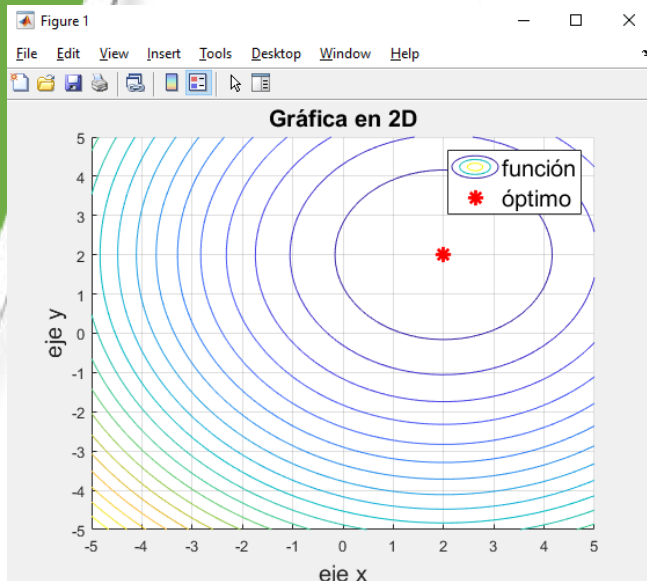 Figure 1
File Edit View Insert Tools Desktop Window Help
Gráfica en 2D
función
óptimo
eje y
5
4
3
2
1
0
-1
-2
-3
-4
-5
-5 -4 -3 -2 -1 0 1 2 3 4 5
eje x